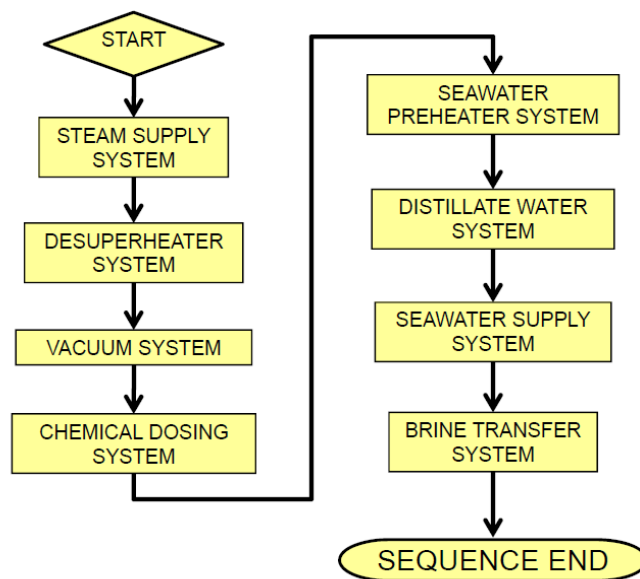 START
STEAM SUPPLY
SYSTEM
DESUPERHEATER
SYSTEM
VACUUM SYSTEM
CHEMICAL DOSING
SYSTEM
SEAWATER
PREHEATER SYSTEM
DISTILLATE WATER
SYSTEM
SEAWATER SUPPLY
SYSTEM
BRINE TRANSFER
SYSTEM
SEQUENCE END